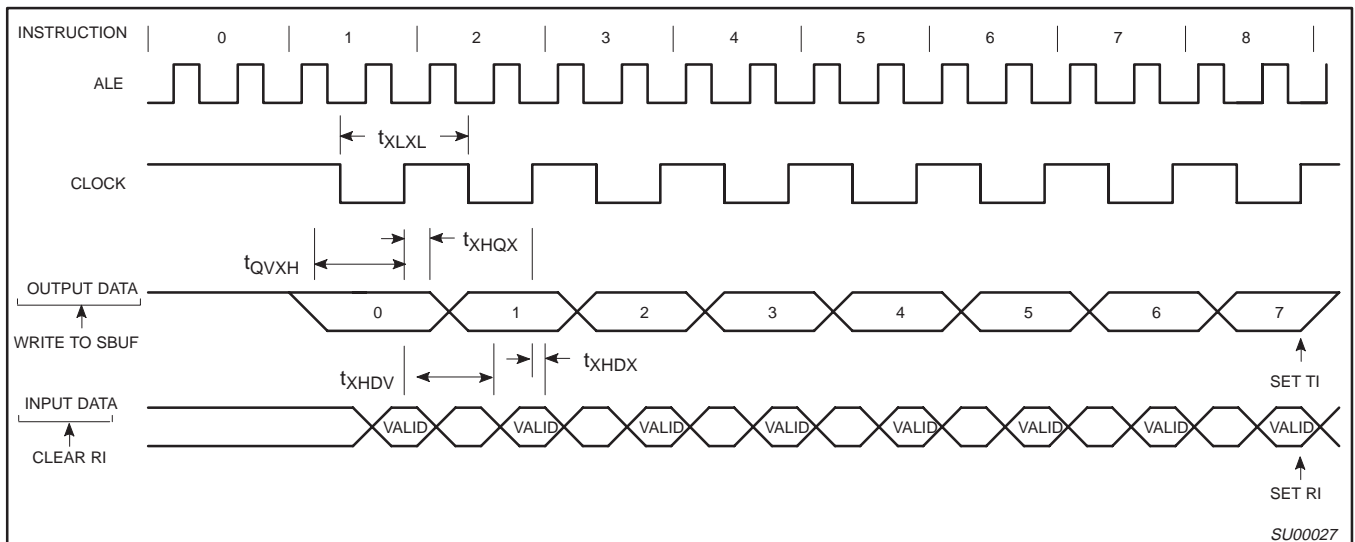 INSTRUCTION 0 1 2 3 4 5 6 7 8
ALE
tXLXL
CLOCK
tXHQX
tQVXH
OUTPUT DATA
0 1 2 3 4 5 6 7
WRITE TO SBUF
tXHDX
tXHDV
SET TI
INPUT DATA
VALID VALID VALID VALID VALID VALID VALID VALID
CLEAR RI
SET RI
SU00027